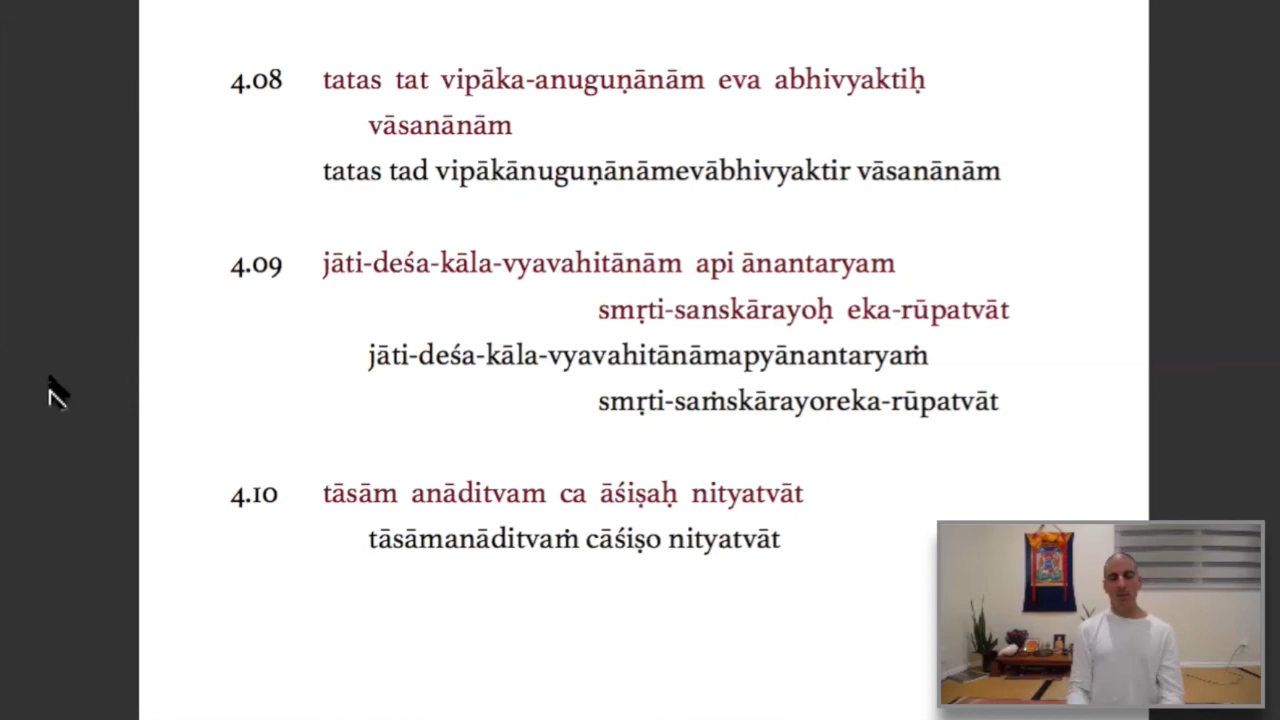 4.08 tatas tat vipāka-anuguṇānām eva abhivyaktiḥ
vāsanānām
tatas tad vipākānuguṇānāmevābhivyaktir vāsanānām
4.09 jāti-deśa-kāla-vyavahitānām api ānantaryam
smṛti-sanskārayoḥ eka-rūpatvāt
jāti-deśa-kāla-vyavahitānāmapyānantaryaṁ
smṛti-saṁskārayoreka-rūpatvāt
4.10 tāsām anāditvam ca āśiṣaḥ nityatvāt
tāsāmanāditvaṁ cāśiṣo nityatvāt